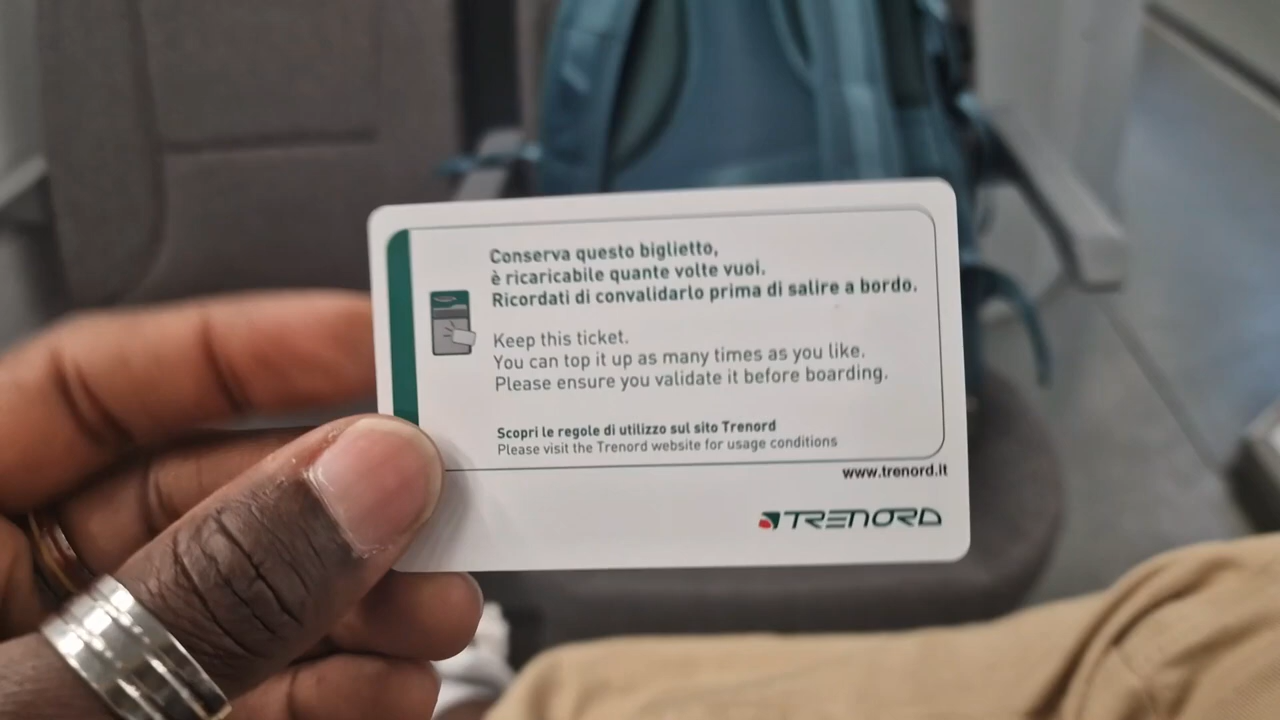 Conserva questo biglietto,
è ricaricabile quante volte vuoi.
Ricordati di convalidarlo prima di salire a bordo.
Keep this ticket.
You can top it up as many times as you like.
Please ensure you validate it before boarding.
Scopri le regole di utilizzo sul sito Trenord
Please visit the Trenord website for usage conditions
www.trenord.it
TRENORD